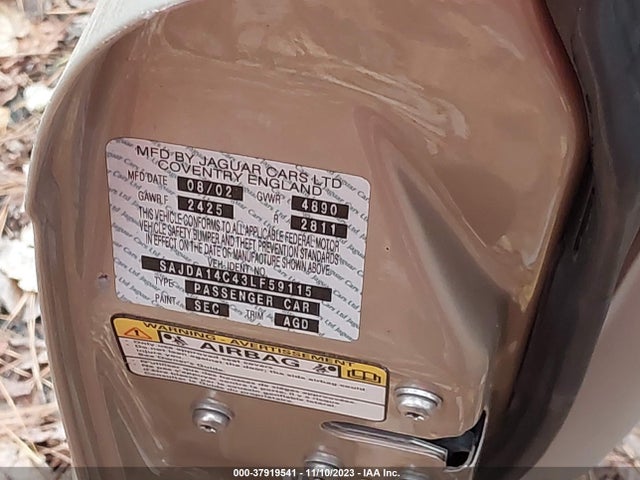 MFD BY JAGUAR CARS LTD
COVENTRY ENGLAND
MFD DATE 08/02 GVWR 4890
GAWR F 2425 R 2811
THIS VEHICLE CONFORMS TO ALL APPLICABLE FEDERAL MOTOR
VEHICLE SAFETY BUMPER AND THEFT PREVENTION STANDARDS
IN EFFECT ON THE DATE OF MANUFACTURE SHOWN ABOVE.
VEH IDENT No
SAJDA14C43LF59115
TYPE PASSENGER CAR
PAINT SEC TRIM AGD
WARNING - AVERTISSEMENT
AIRBAG
000-37919541 - 11/10/2023 - IAA Inc.